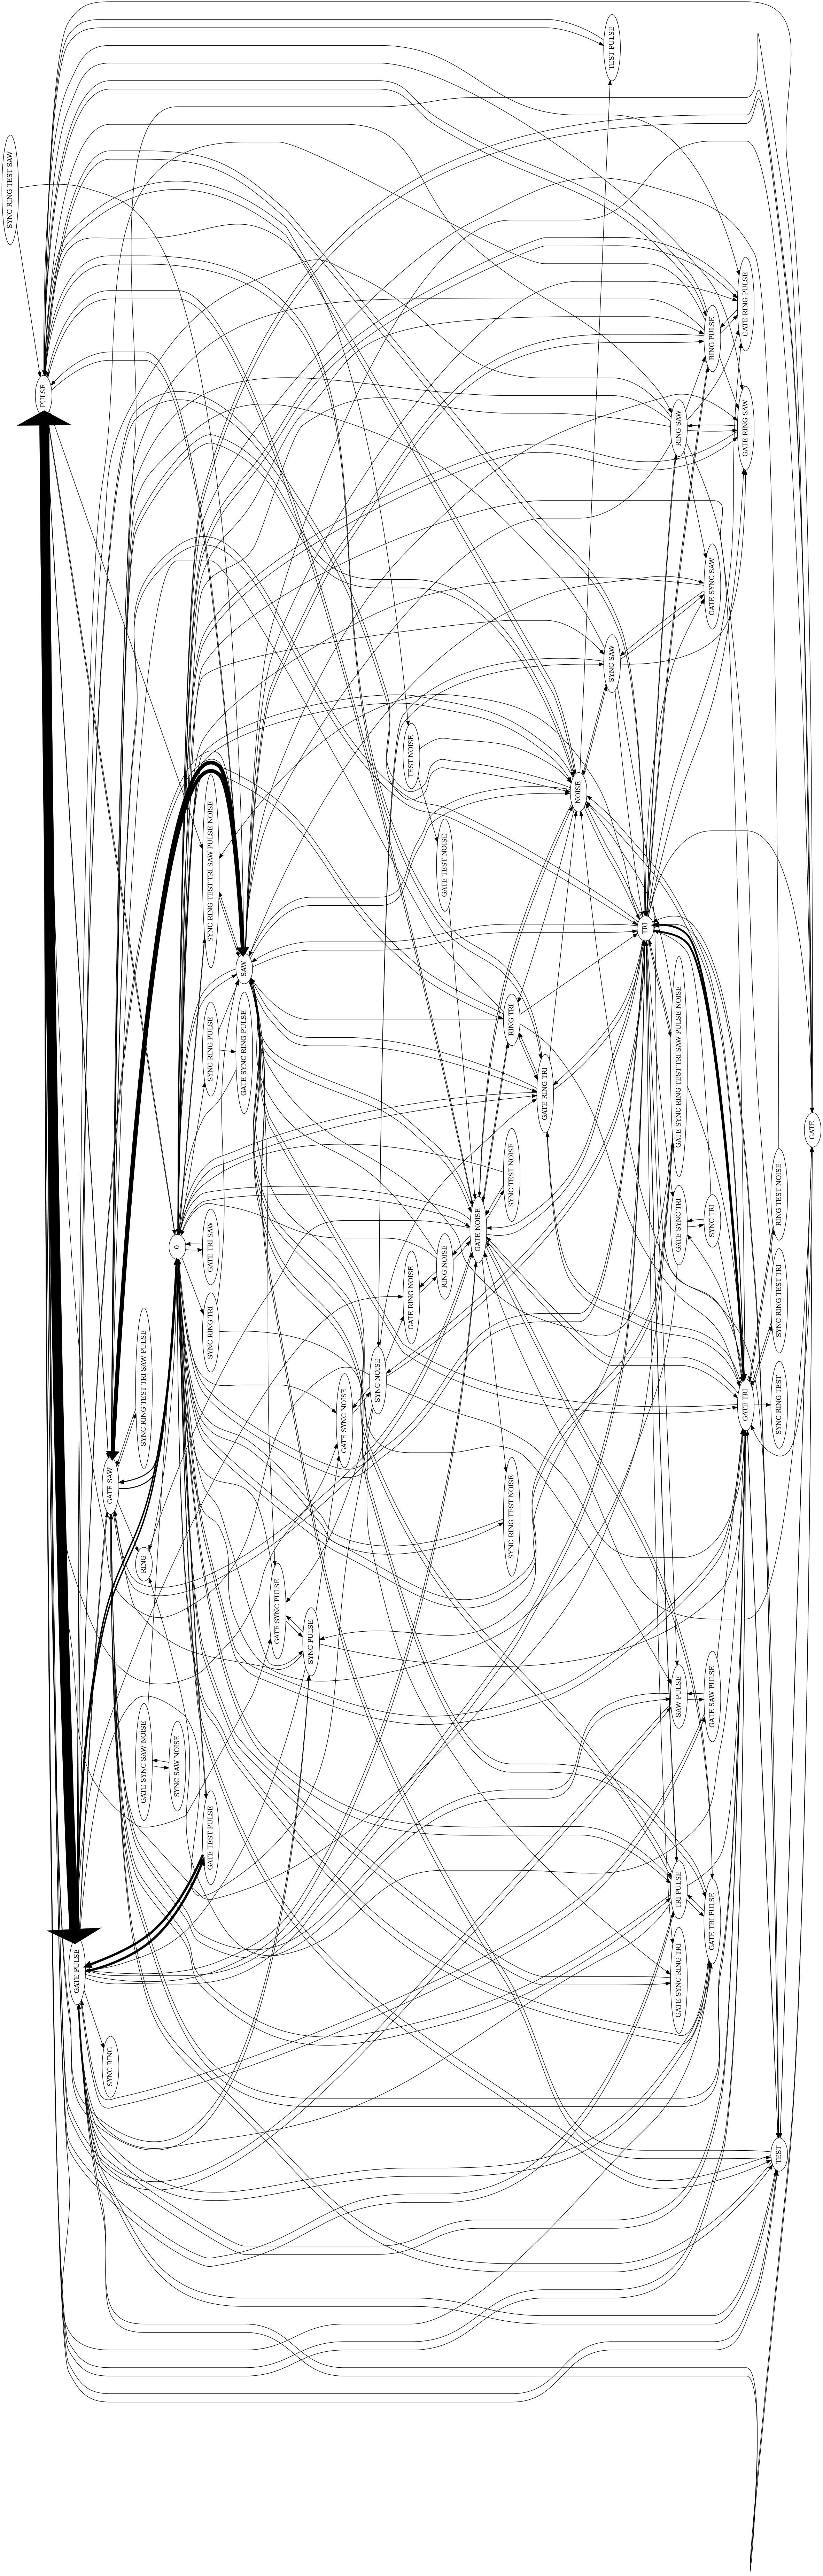 SYNC RING TEST SAW
PULSE
GATE PULSE
SYNC RING
GATE SAW
SYNC RING TEST TRI SAW PULSE
RING
GATE SYNC SAW NOISE
SYNC SAW NOISE
0
GATE TRI SAW
SYNC RING TRI
SYNC RING PULSE
SYNC RING TEST TRI SAW PULSE NOISE
GATE TEST PULSE
SAW
GATE SYNC RING PULSE
GATE SYNC PULSE
SYNC PULSE
GATE SYNC NOISE
SYNC NOISE
TEST NOISE
GATE RING NOISE
GATE TEST NOISE
RING NOISE
GATE NOISE
RING TRI
SYNC TEST NOISE
SYNC RING TEST NOISE
GATE RING TRI
NOISE
TEST PULSE
SYNC SAW
TRI
RING SAW
GATE SYNC RING TEST TRI SAW PULSE NOISE
GATE SYNC TRI
SAW PULSE
TRI PULSE
GATE SYNC RING TRI
RING PULSE
GATE SYNC SAW
SYNC TRI
GATE SAW PULSE
GATE TRI PULSE
GATE RING PULSE
GATE RING SAW
GATE TRI
RING TEST NOISE
SYNC RING TEST TRI
SYNC RING TEST
TEST
GATE